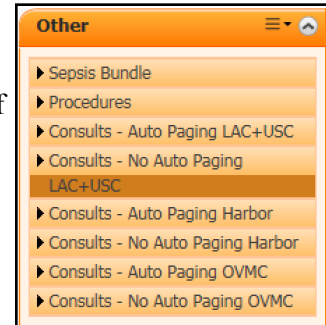 Other
f
Sepsis Bundle
Procedures
Consults - Auto Paging LAC+USC
Consults - No Auto Paging
LAC+USC
Consults - Auto Paging Harbor
Consults - No Auto Paging Harbor
Consults - Auto Paging OVMC
Consults - No Auto Paging OVMC